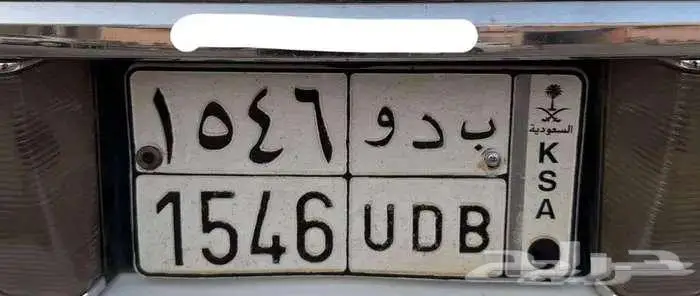 ١٥٤٦ ب د و
1546 UDB
السعودية
KSA
حراج